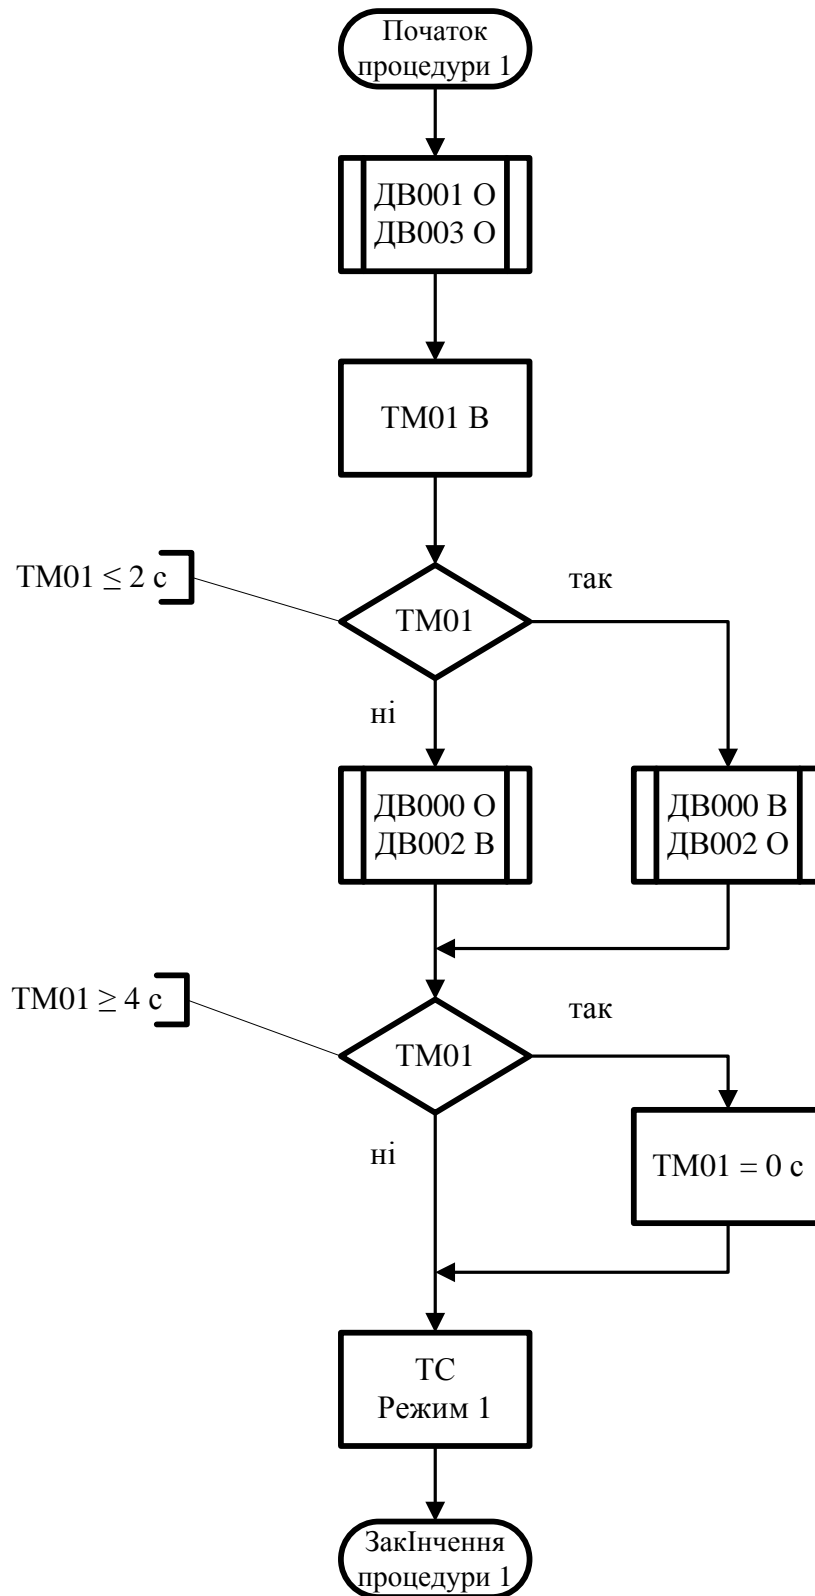 Початок
процедури 1
ДВ001 О
ДВ003 О
ТМ01 В
ТМ01 ≤ 2 с
ТМ01
так
ні
ДВ000 О
ДВ002 В
ДВ000 В
ДВ002 О
ТМ01 ≥ 4 с
ТМ01
так
ні
ТМ01 = 0 с
ТС
Режим 1
ЗакІнчення
процедури 1